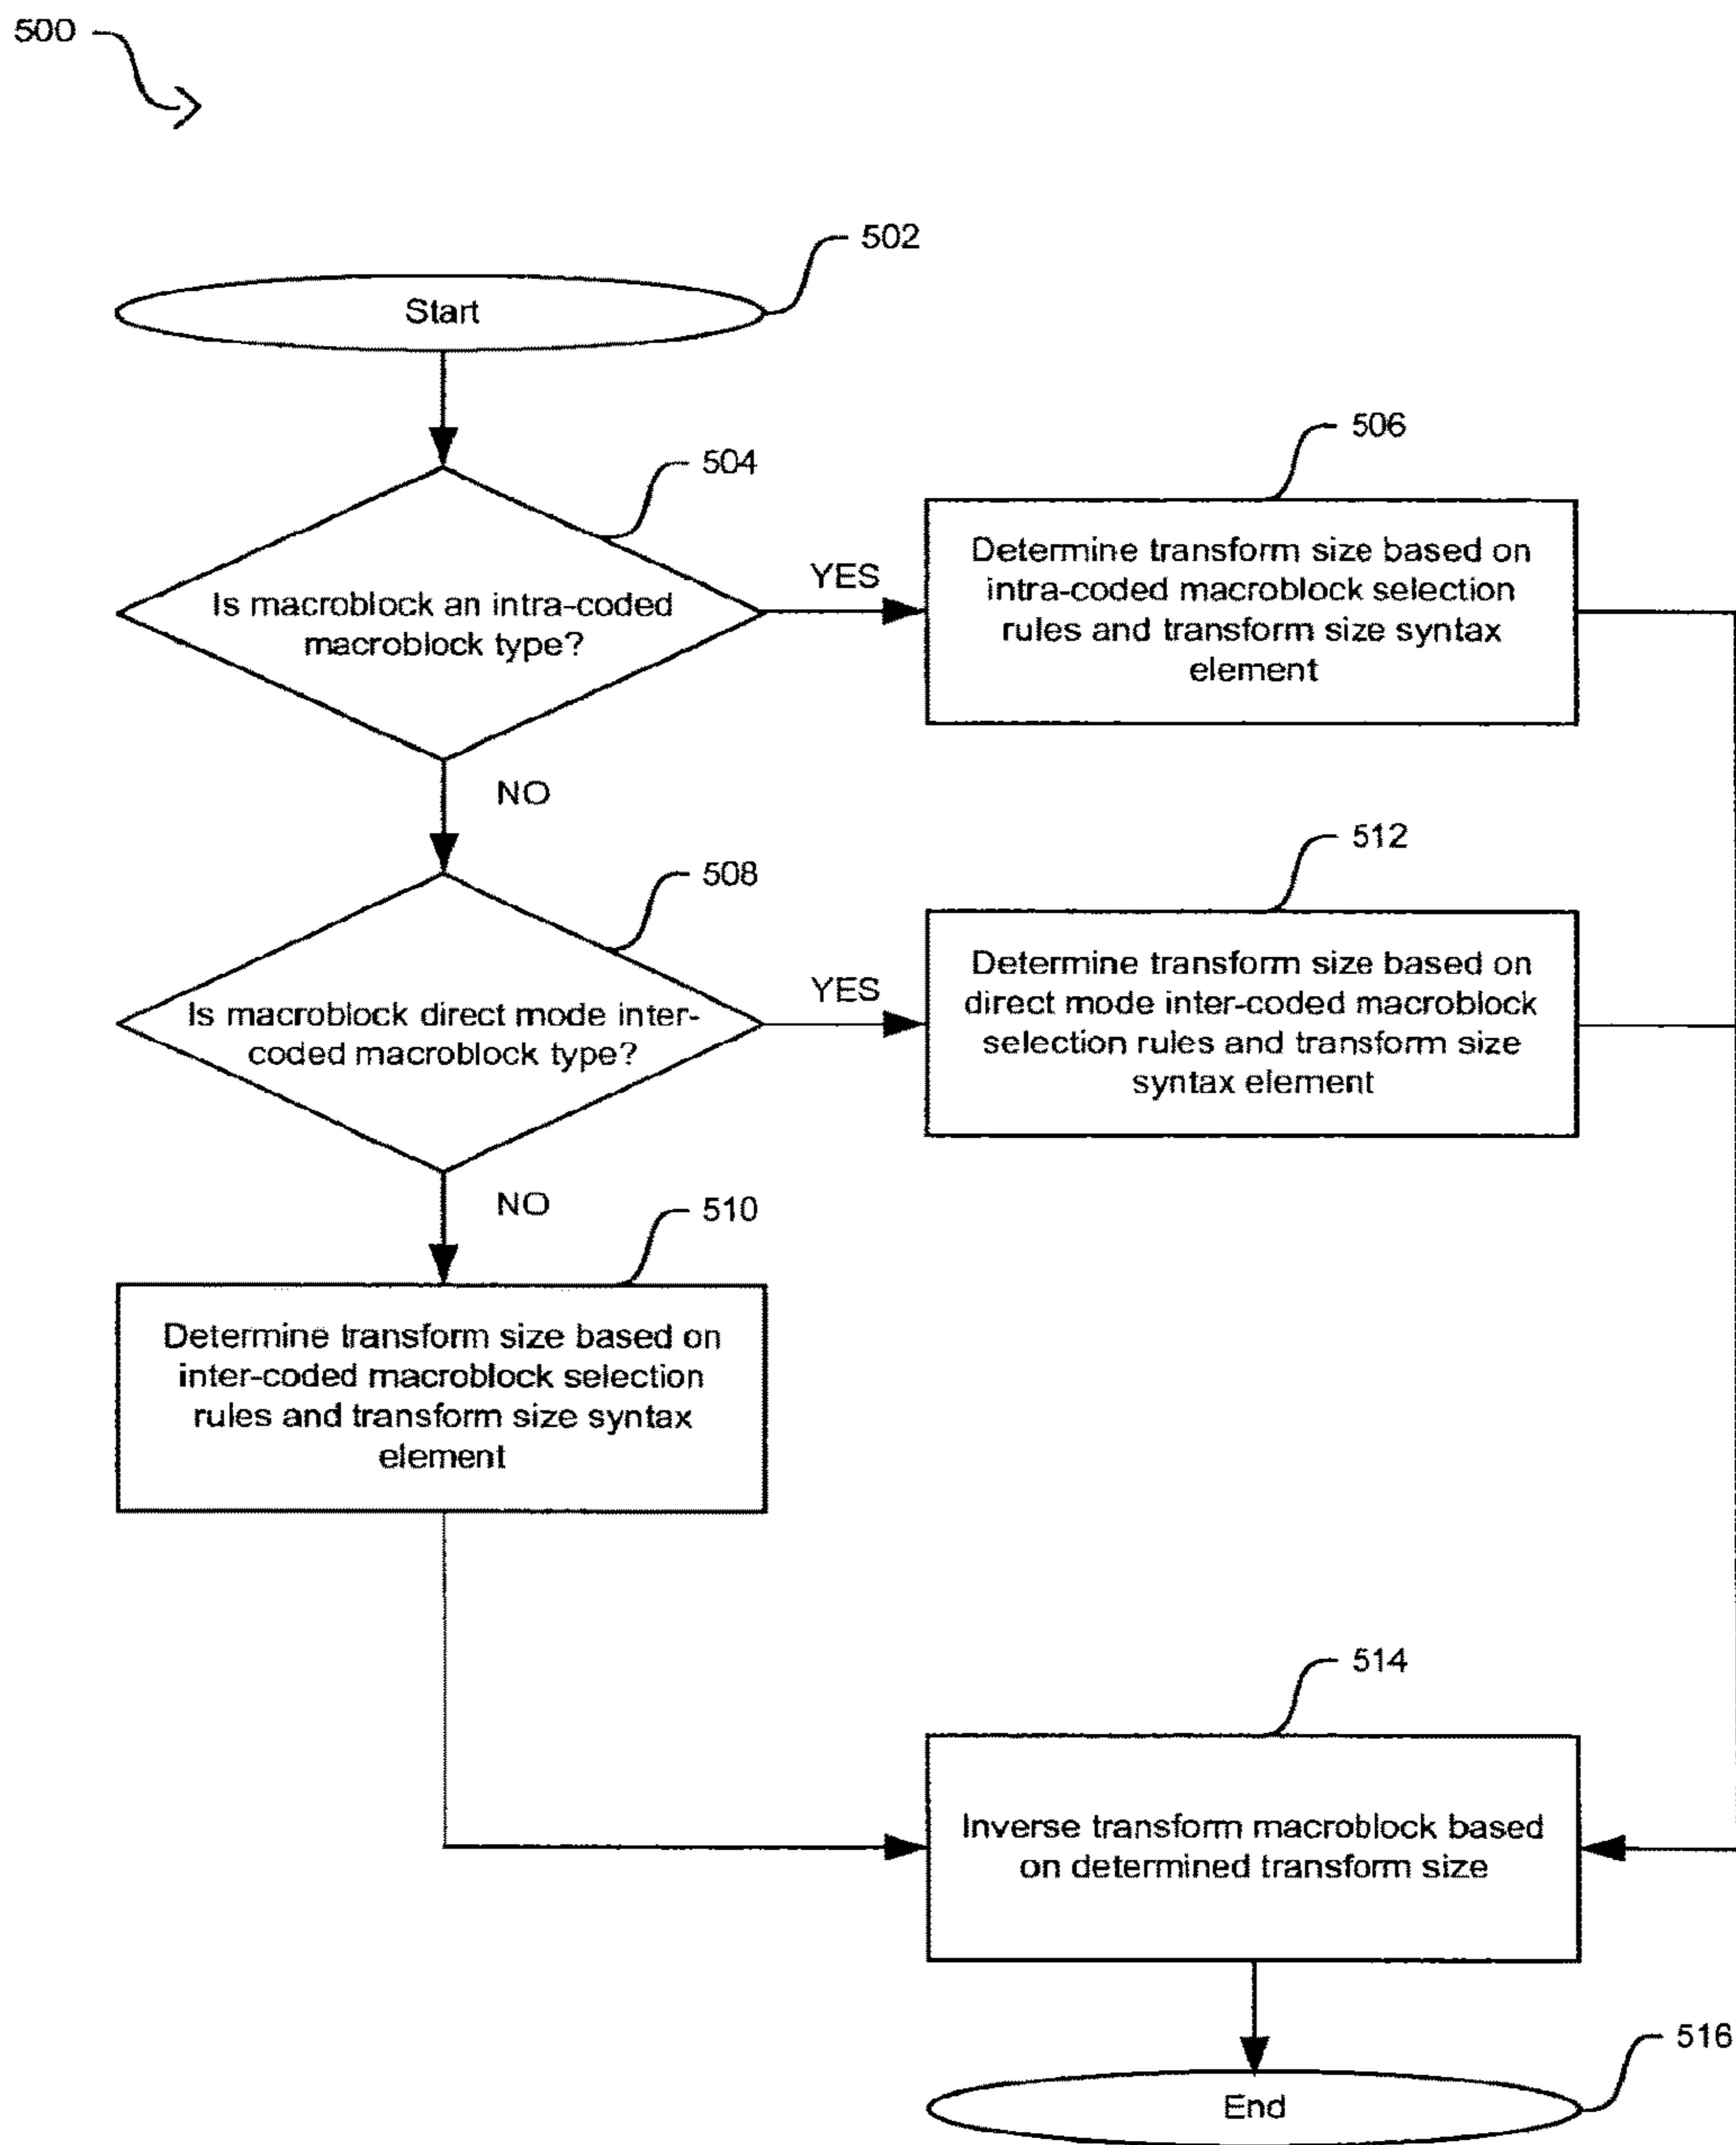 500
502
Start
504
506
Is macroblock an intra-coded
macroblock type?
YES
Determine transform size based on
intra-coded macroblock selection
rules and transform size syntax
element
NO
508
512
Is macroblock direct mode inter-
coded macroblock type?
YES
Determine transform size based on
direct mode inter-coded macroblock
selection rules and transform size
syntax element
NO
510
Determine transform size based on
inter-coded macroblock selection
rules and transform size syntax
element
514
Inverse transform macroblock based
on determined transform size
516
End